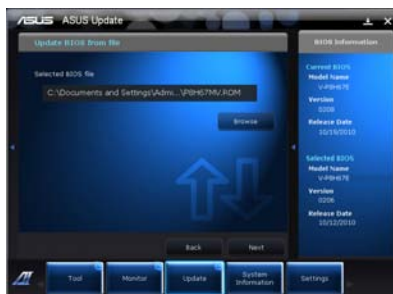 ASUS ASUS Update
Update BIOS from file
Selected BIOS file
C:\Documents and Settings\Admi...\P8H67MV.ROM
Browse
Back
Next
BIOS Information
Current BIOS
Model Name
V-P8H67E
Version
0208
Release Date
10/19/2010
Selected BIOS
Model Name
V-P8H67E
Version
0206
Release Date
10/12/2010
Tool
Monitor
Update
System
Information
Settings